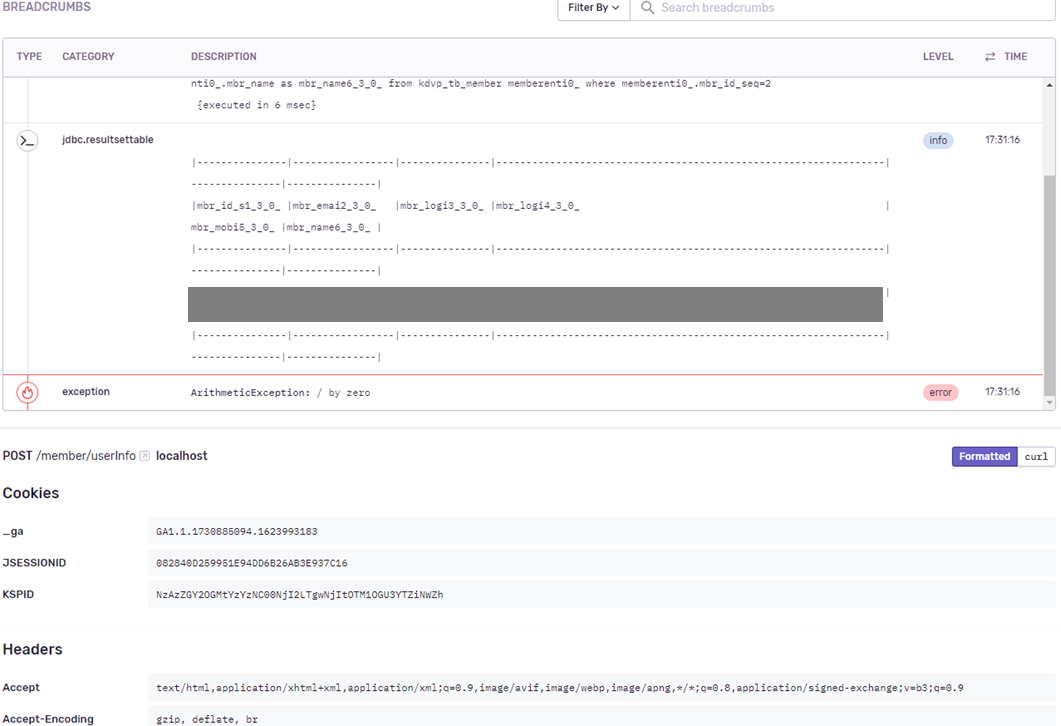 BREADCRUMBS
Filter By
Search breadcrumbs
TYPE CATEGORY DESCRIPTION LEVEL TIME
nti0_.mbr_name as mbr_name6_3_0_ from kdvp_tb_member memberenti0_ where memberenti0_.mbr_id_seq=2
{executed in 6 msec}
jdbc.resultsettable info 17:31:16
|---------------|-----------------|---------------|----------------------------------------------------------------|
---------------|---------------|
|mbr_id_s1_3_0_ |mbr_emai2_3_0_ |mbr_logi3_3_0_ |mbr_logi4_3_0_ |
mbr_mobi5_3_0_ |mbr_name6_3_0_ |
|---------------|-----------------|---------------|----------------------------------------------------------------|
---------------|---------------|
|
|---------------|-----------------|---------------|----------------------------------------------------------------|
---------------|---------------|
exception ArithmeticException: / by zero error 17:31:16
POST /member/userInfo localhost
Formatted curl
Cookies
_ga GA1.1.1730885094.1623993183
JSESSIONID 082840D259951E94DD6B26AB3E937C16
KSPID NzAzZGY2OGMtYzYzNC00NjI2LTgwNjItOTM1OGU3YTZiNWZh
Headers
Accept text/html,application/xhtml+xml,application/xml;q=0.9,image/avif,image/webp,image/apng,*/*;q=0.8,application/signed-exchange;v=b3;q=0.9
Accept-Encoding gzip, deflate, br